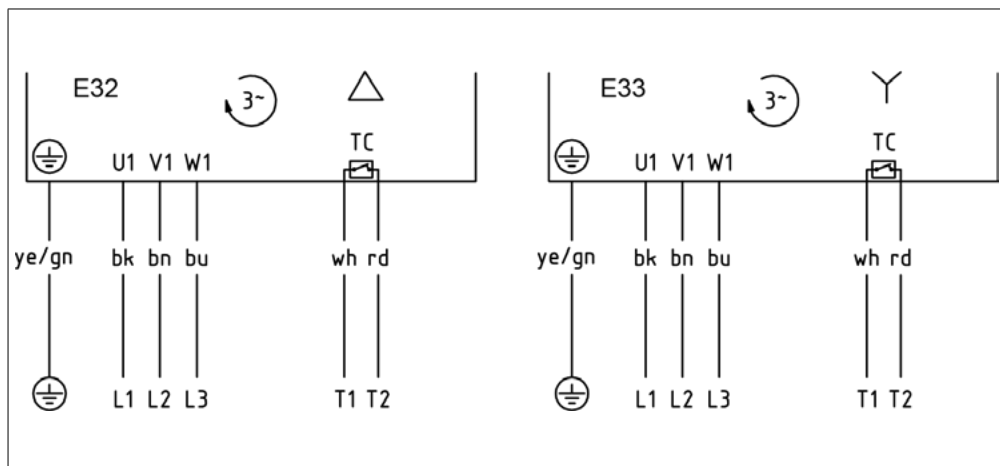 E32 3~
TC
U1 V1 W1
ye/gn bk bn bu wh rd
L1 L2 L3 T1 T2
E33 3~
TC
U1 V1 W1
ye/gn bk bn bu wh rd
L1 L2 L3 T1 T2